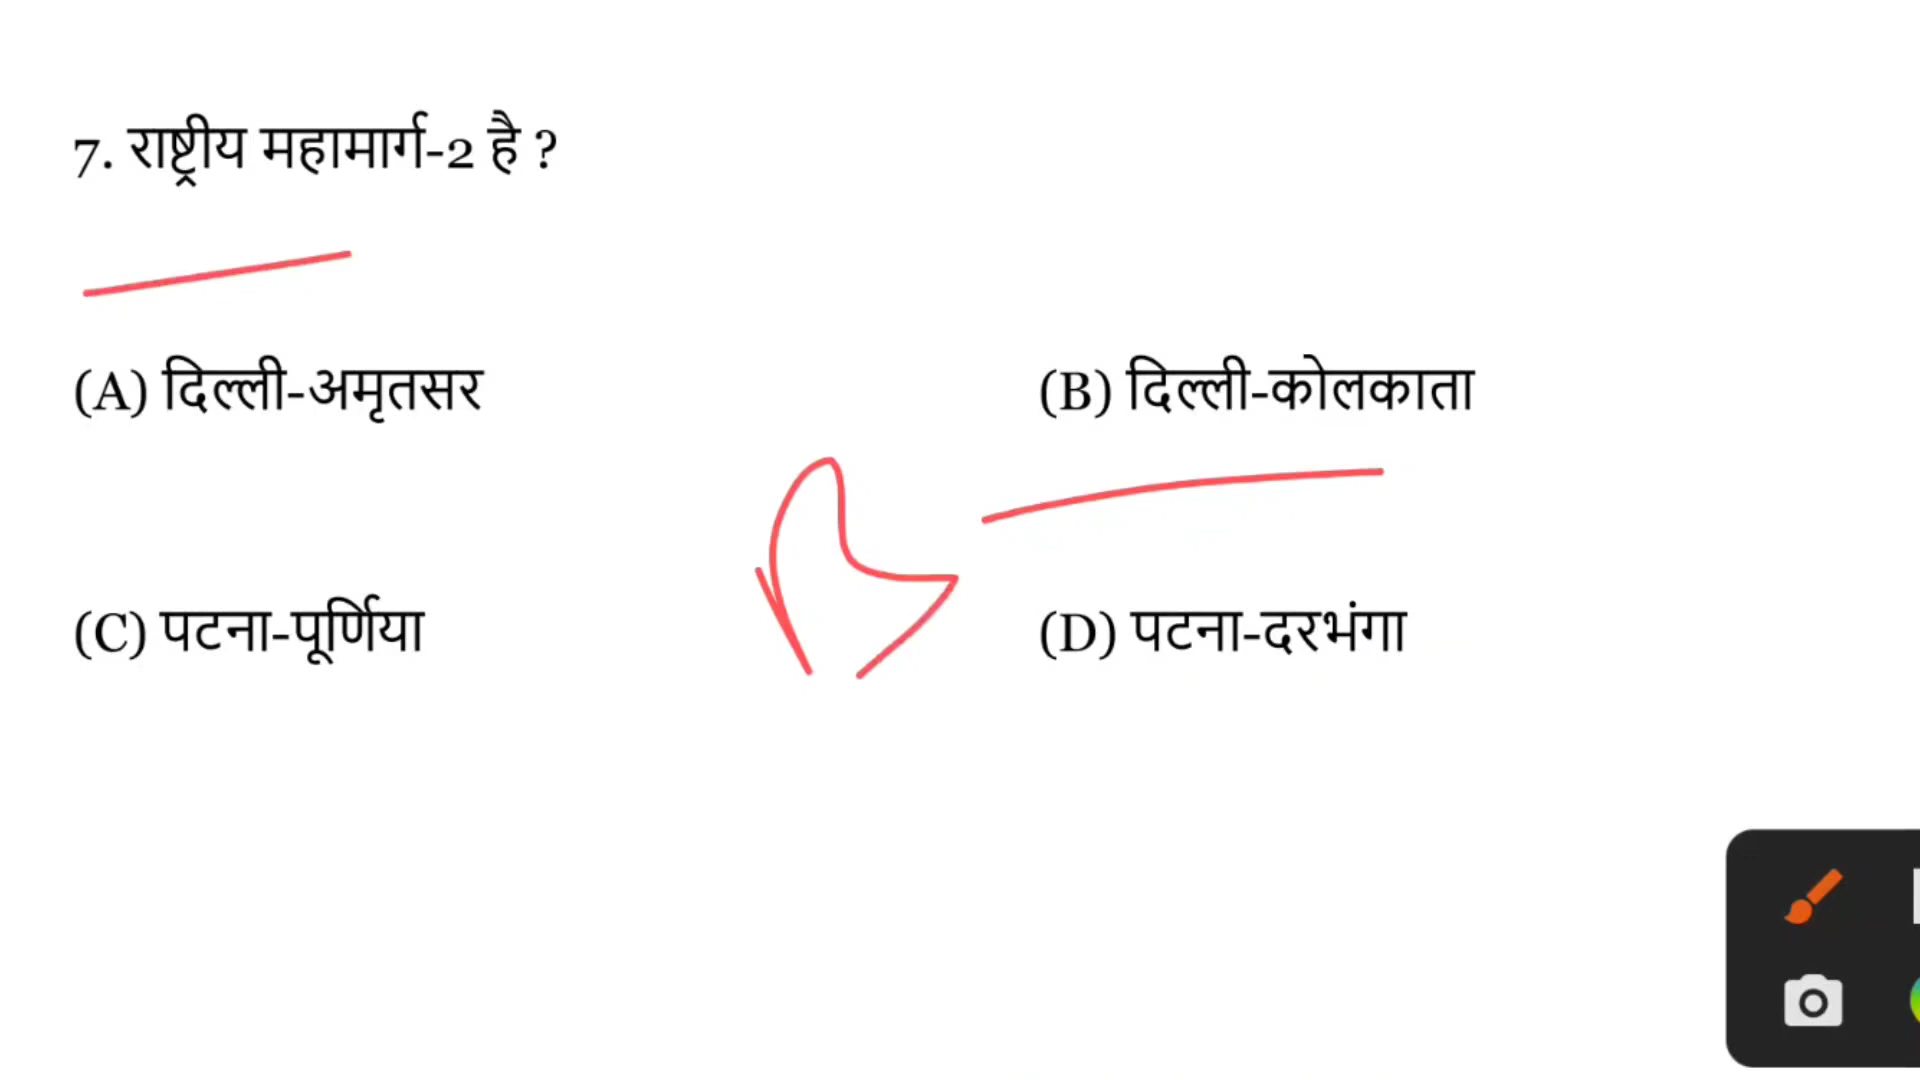 7. राष्ट्रीय महामार्ग-2 है ?
(A) दिल्ली-अमृतसर
(B) दिल्ली-कोलकाता
(C) पटना-पूर्णिया
(D) पटना-दरभंगा